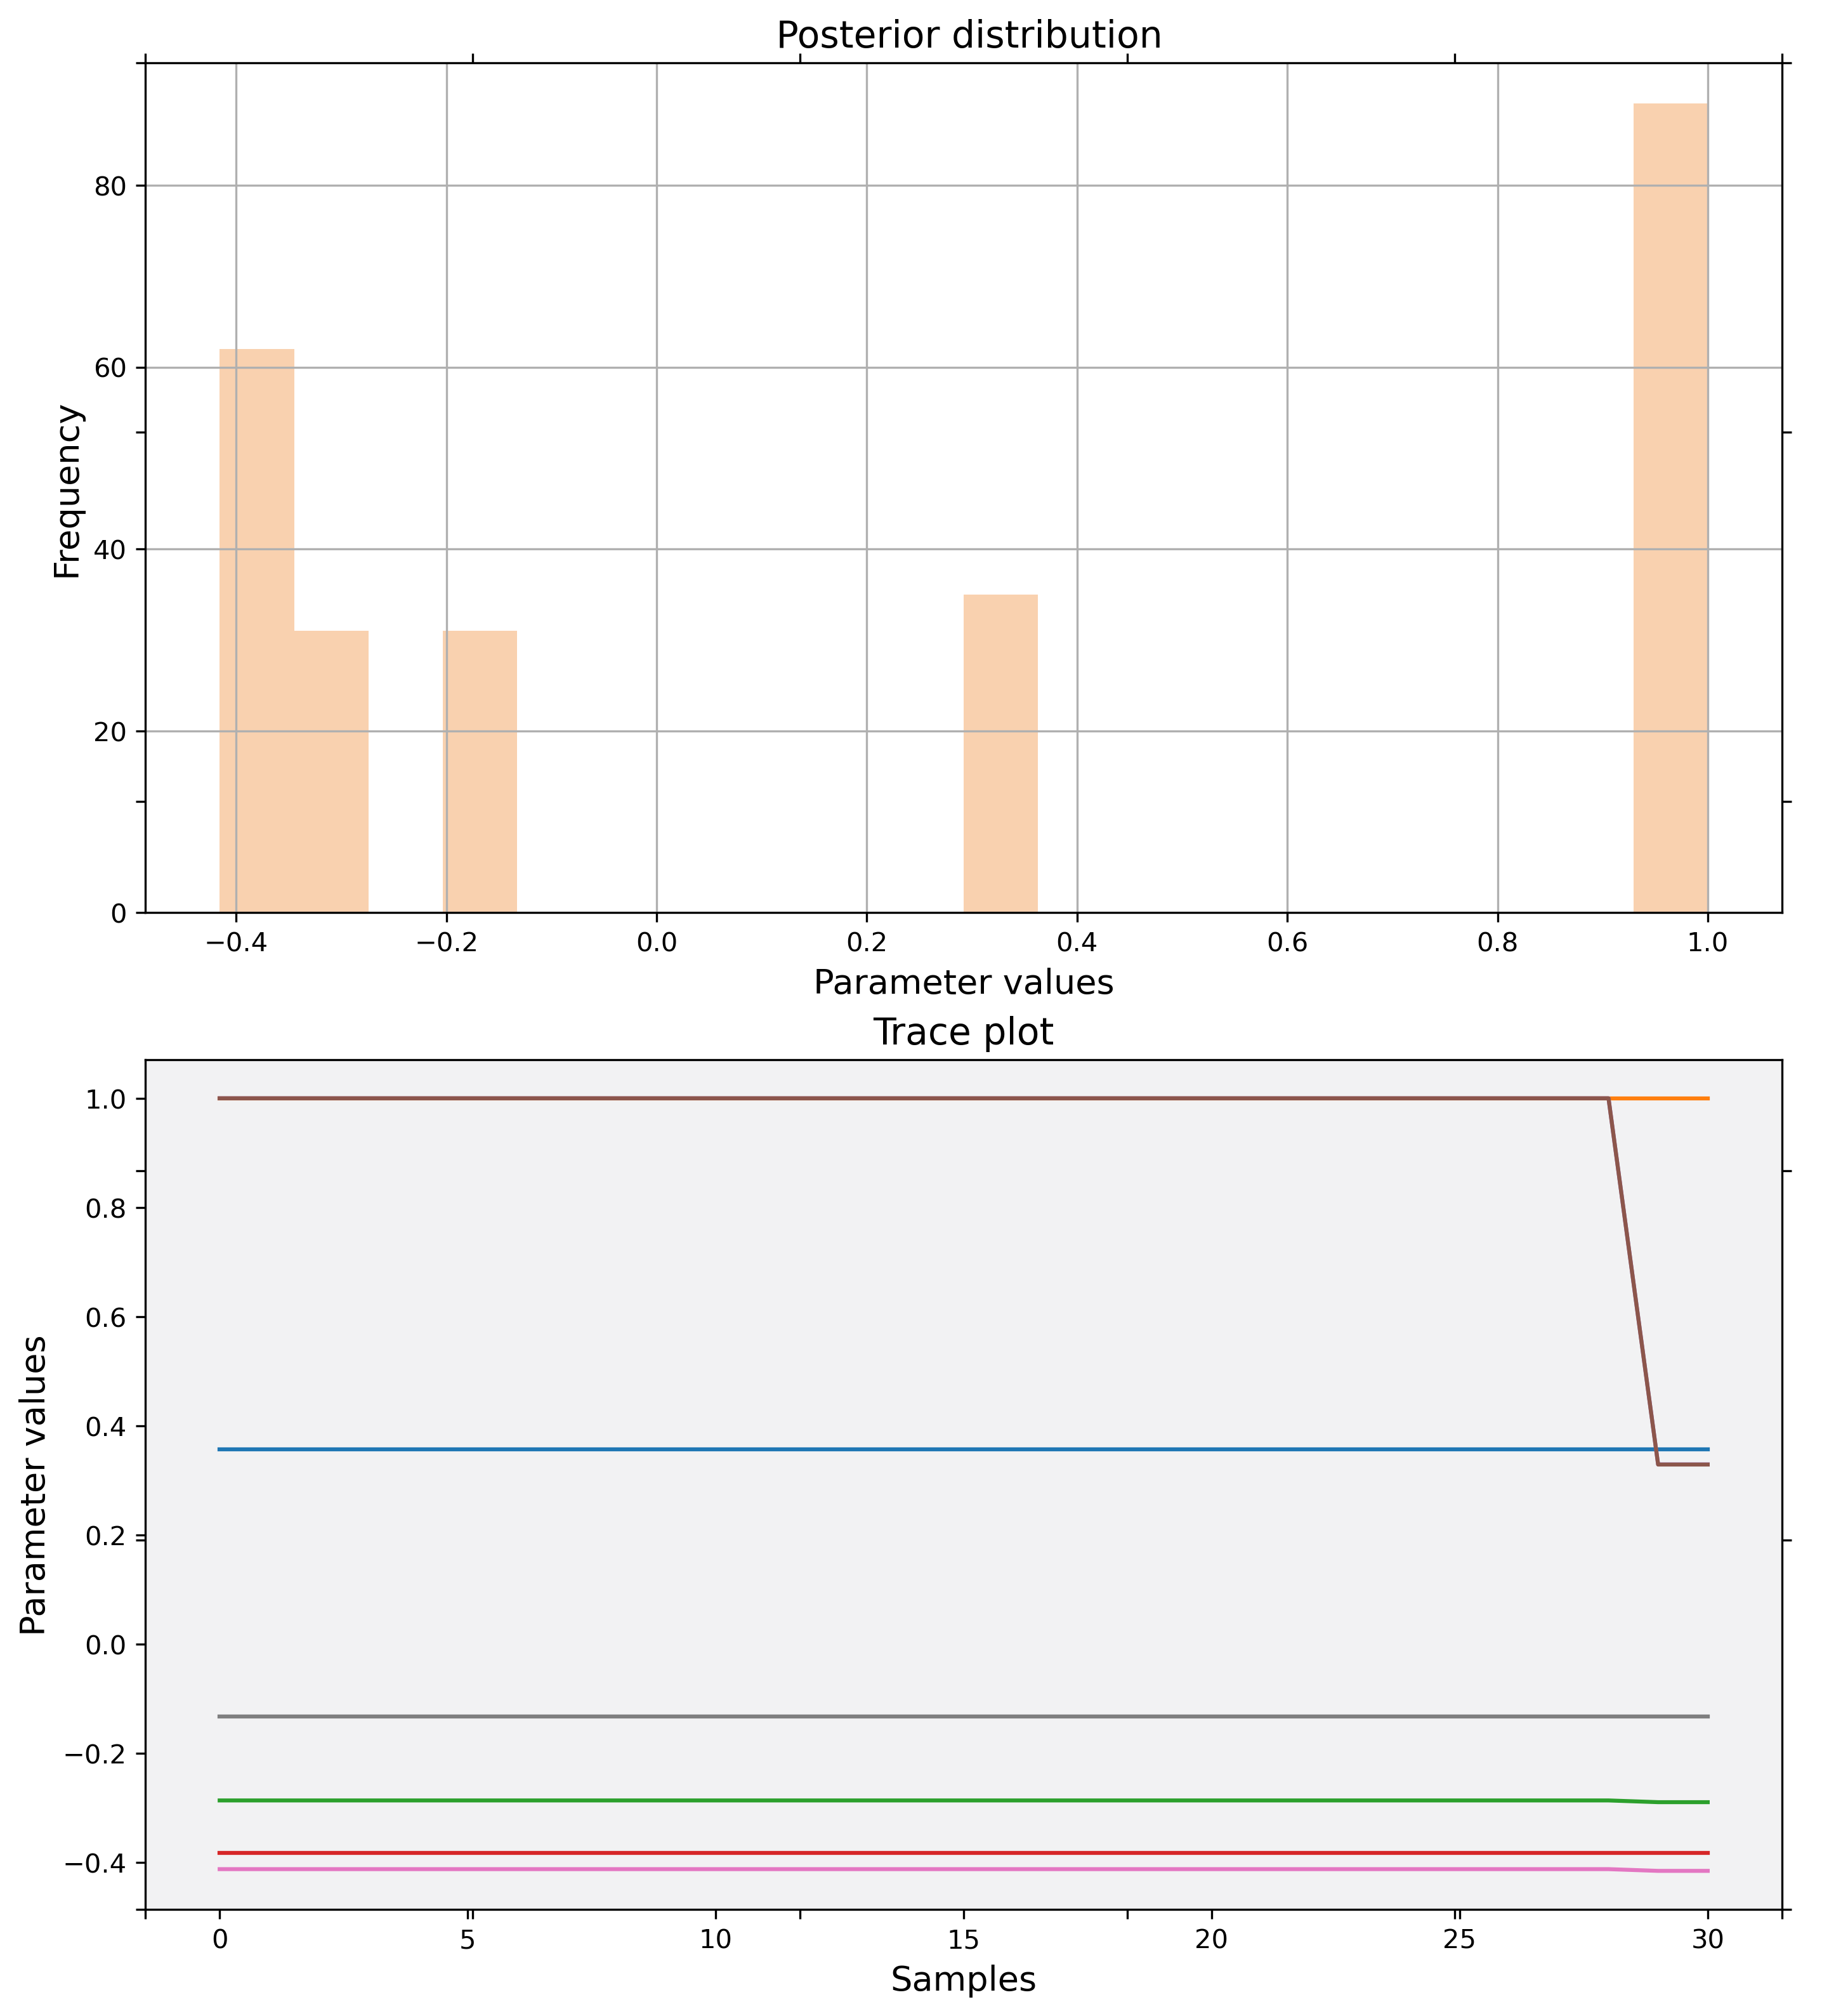 Posterior distribution
80
60
40
20
0
Frequency
−0.4 −0.2 0.0 0.2 0.4 0.6 0.8 1.0
Parameter values
Trace plot
1.0
0.8
0.6
0.4
0.2
0.0
−0.2
−0.4
Parameter values
0 5 10 15 20 25 30
Samples